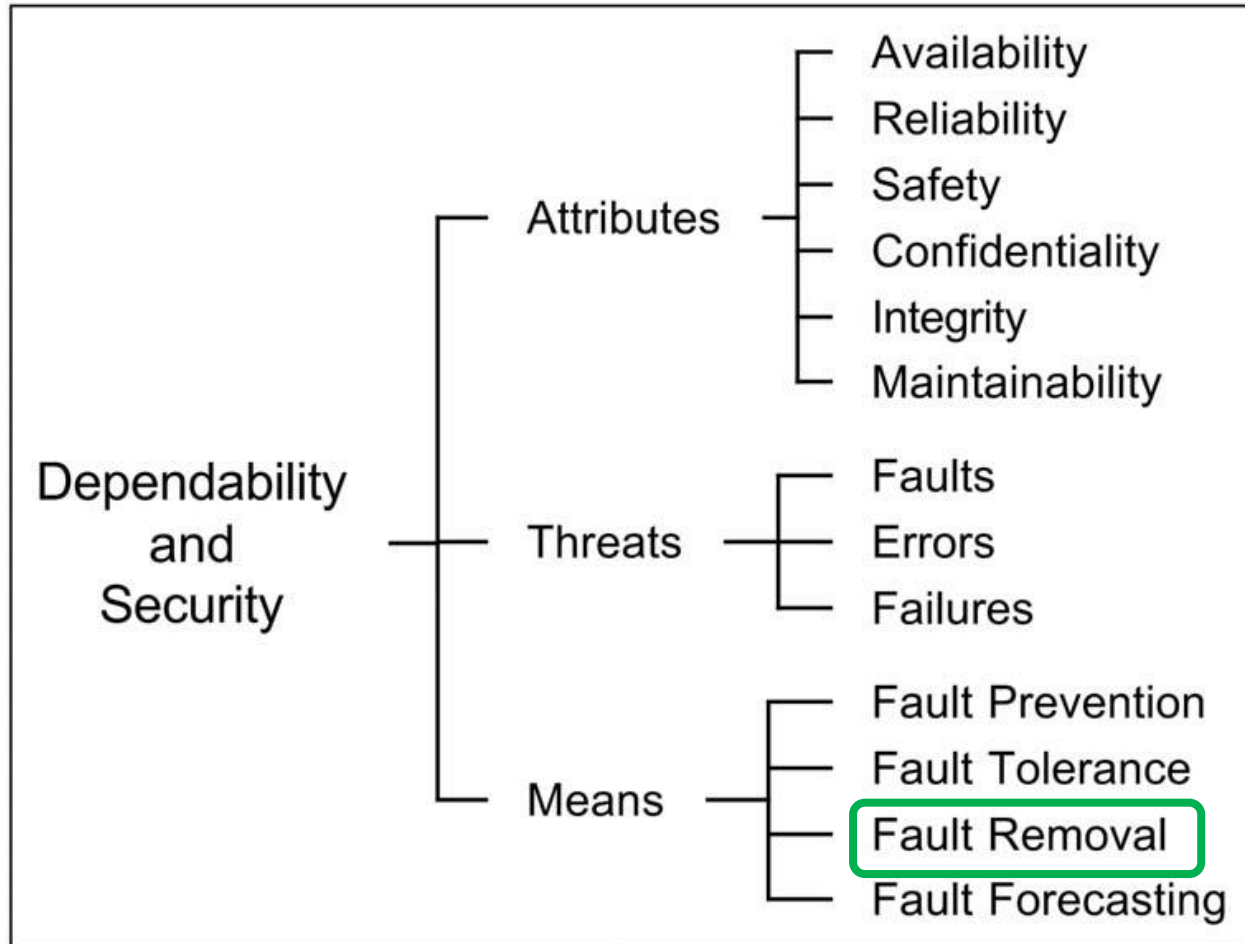 Availability
Reliability
Safety
Attributes
Confidentiality
Integrity
Maintainability
Dependability
and
Security
Faults
Threats
Errors
Failures
Fault Prevention
Fault Tolerance
Means
Fault Removal
Fault Forecasting